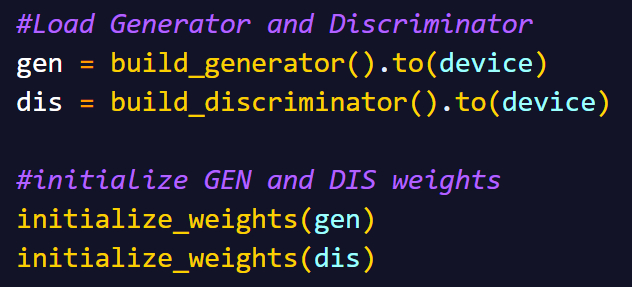 #Load Generator and Discriminator
gen = build_generator().to(device)
dis = build_discriminator().to(device)
#initialize GEN and DIS weights
initialize_weights(gen)
initialize_weights(dis)